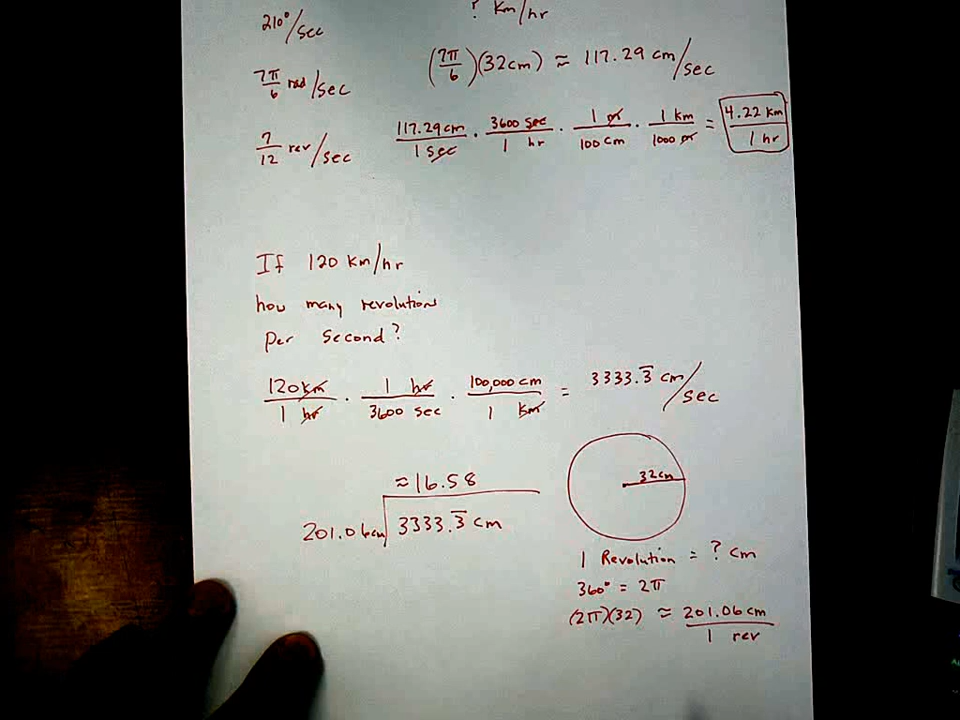 210°/sec
? Km/hr
7π/6 rad/sec
(7π/6)(32cm) ≈ 117.29 cm/sec
7/12 rev/sec
117.29cm/1 sec · 3600 sec/1 hr · 1 m/100 cm · 1 km/1000 m = 4.22 km/1 hr
If 120 km/hr
how many revolutions
per second?
120km/1 hr · 1 hr/3600 sec · 100,000 cm/1 km = 3333.3̅ cm/sec
32cm
≈16.58
201.06cm 3333.3̅ cm
1 Revolution = ? cm
360° = 2π
(2π)(32) ≈ 201.06 cm/1 rev